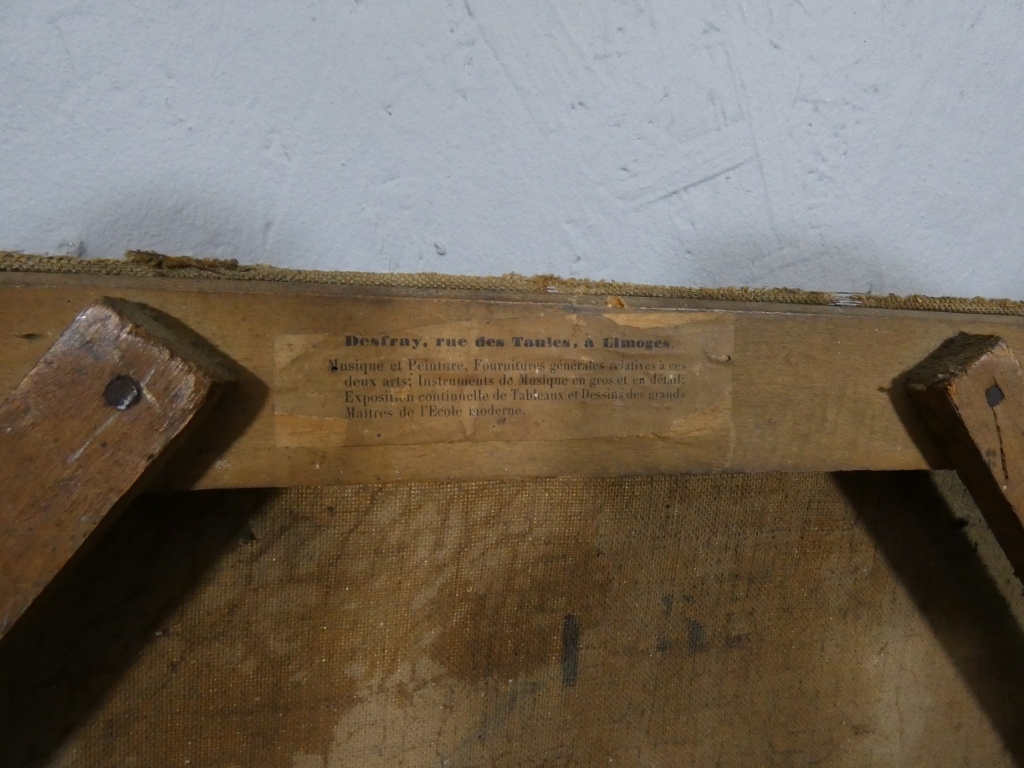 Desfray, rue des Taules, à Limoges
Musique et Peinture, Fournitures générales relatives à ces
deux arts; Instruments de Musique en gros et en détail;
Exposition continuelle de Tableaux et Dessins des grands
Maîtres de l'Ecole moderne.